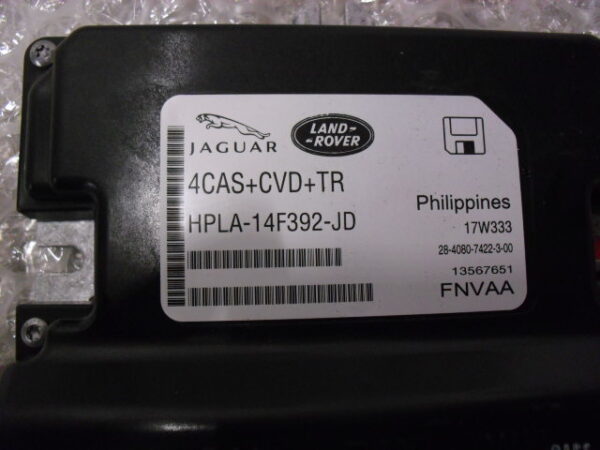 JAGUAR
LAND-
-ROVER
4CAS+CVD+TR
HPLA-14F392-JD
Philippines
17W333
28-4080-7422-3-00
13567651
FNVAA